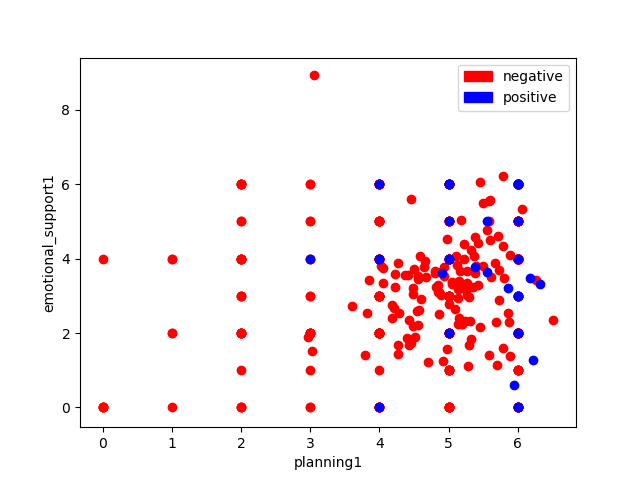 negative
positive
8
6
4
2
0
emotional_support1
0 1 2 3 4 5 6
planning1